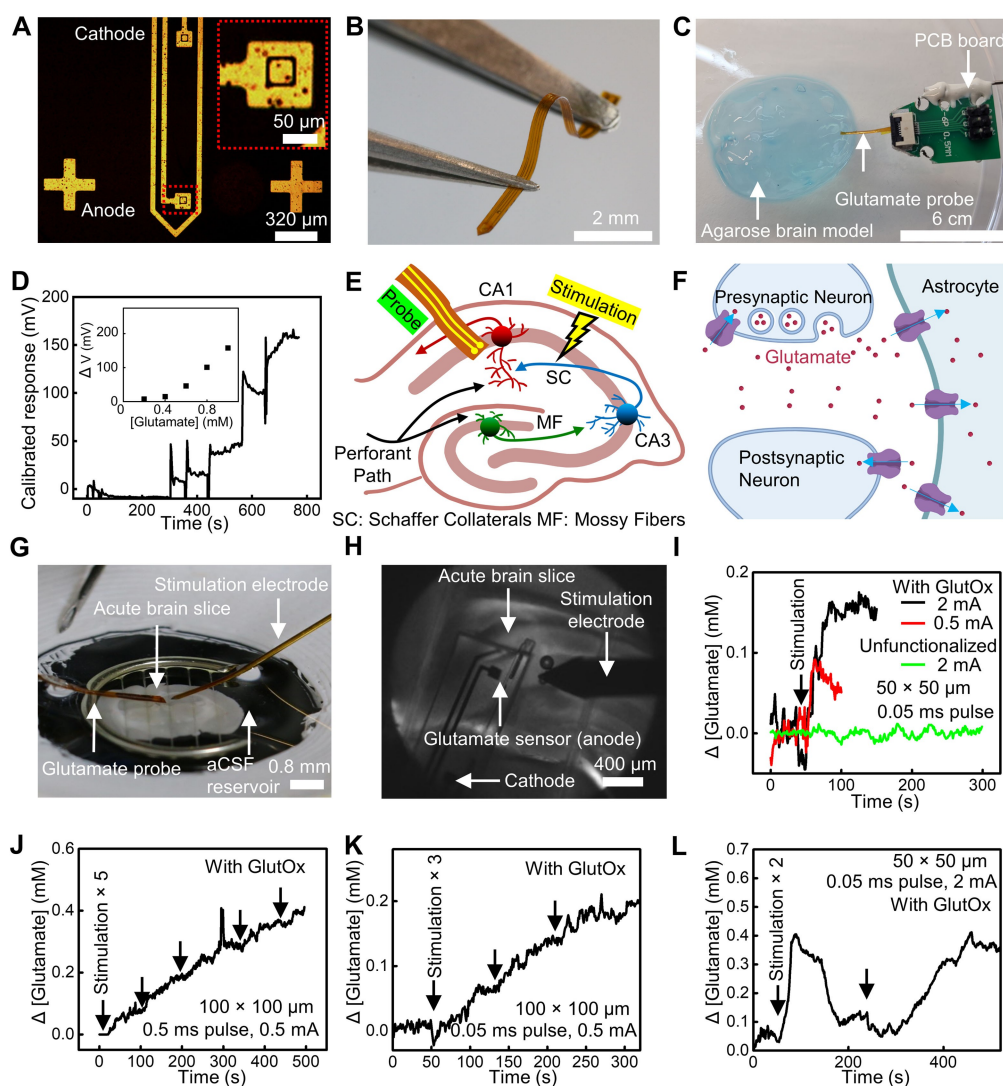 A
Cathode
50 µm
Anode
320 µm
B
2 mm
C
PCB board
-6P 0.5MM
Glutamate probe
6 cm
Agarose brain model
D
Calibrated response (mV)
200
150
100
50
0
Δ V (mV)
200
100
0
0
0.4
0.8
[Glutamate] (mM)
0
200
400
600
800
Time (s)
E
CA1
Stimulation
Probe
SC
MF
CA3
Perforant
Path
SC: Schaffer Collaterals MF: Mossy Fibers
F
Presynaptic Neuron
Astrocyte
Glutamate
Postsynaptic
Neuron
G
Stimulation electrode
Acute brain slice
Glutamate probe
aCSF
reservoir
0.8 mm
H
Acute brain slice
Stimulation
electrode
Glutamate sensor (anode)
400 µm
Cathode
I
Δ [Glutamate] (mM)
0.2
0.1
0.0
Stimulation
With GlutOx
2 mA
0.5 mA
Unfunctionalized
2 mA
50 × 50 µm
0.05 ms pulse
0
100
200
300
Time (s)
J
Δ [Glutamate] (mM)
0.6
0.4
0.2
0.0
Stimulation × 5
With GlutOx
100 × 100 µm
0.5 ms pulse, 0.5 mA
0
100
200
300
400
500
Time (s)
K
Δ [Glutamate] (mM)
0.2
0.1
0.0
Stimulation × 3
With GlutOx
100 × 100 µm
0.05 ms pulse, 0.5 mA
0
100
200
300
Time (s)
L
Δ [Glutamate] (mM)
0.7
0.6
0.5
0.4
0.3
0.2
0.1
0.0
Stimulation × 2
50 × 50 µm
0.05 ms pulse, 2 mA
With GlutOx
0
200
400
Time (s)